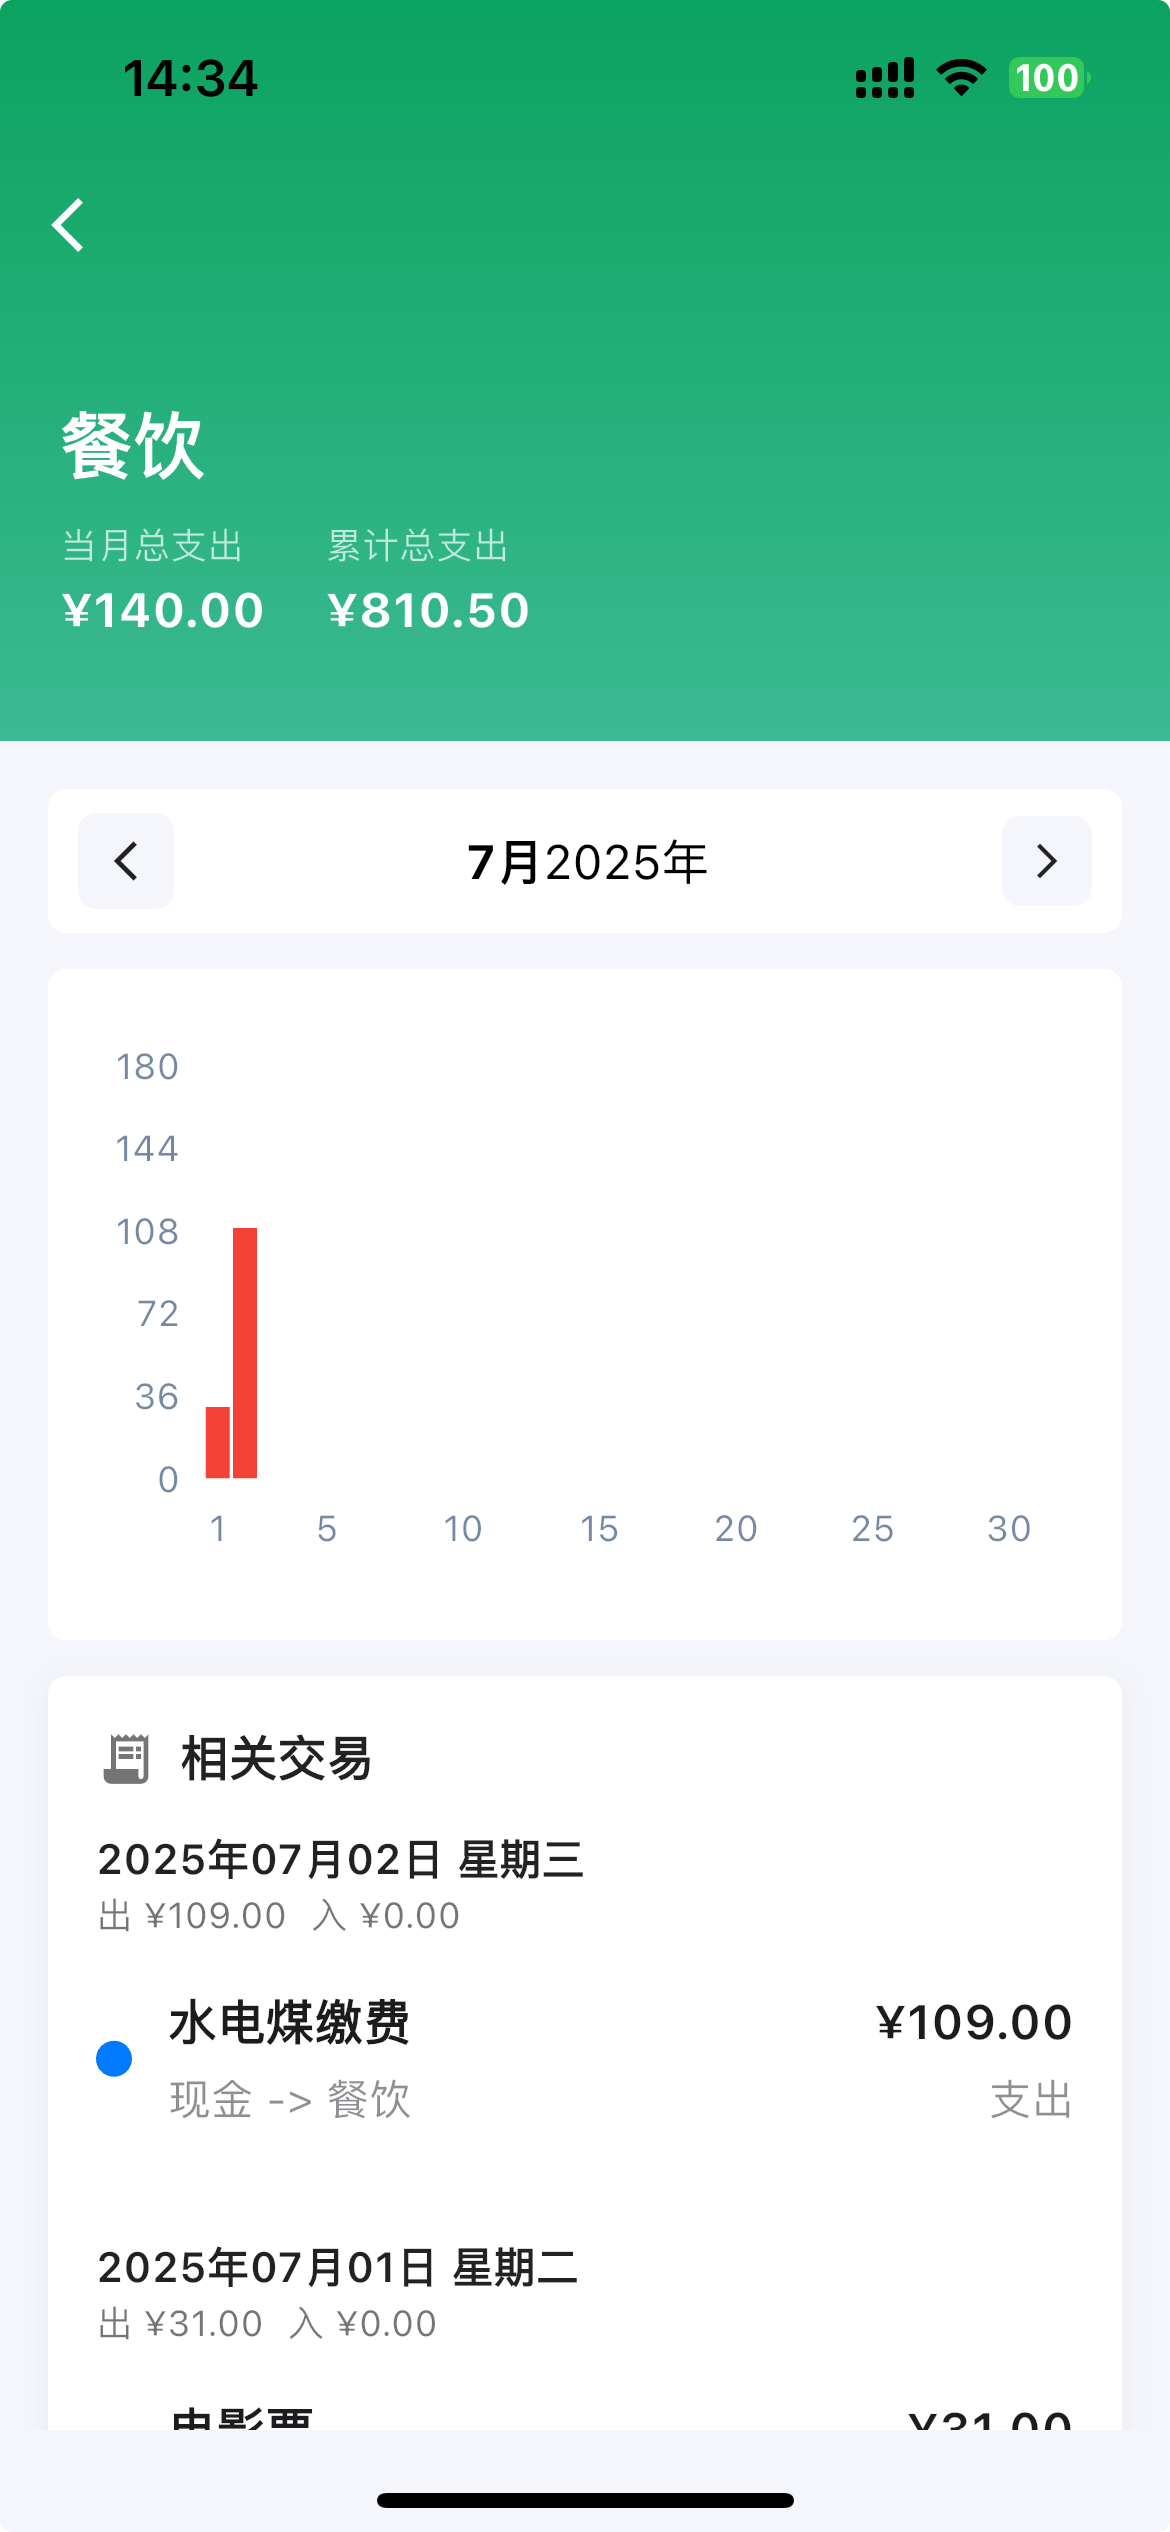 14:34
100
餐饮
当月总支出 累计总支出
¥140.00 ¥810.50
7月2025年
180
144
108
72
36
0
1 5 10 15 20 25 30
相关交易
2025年07月02日 星期三
出 ¥109.00 入 ¥0.00
水电煤缴费 ¥109.00
现金 -> 餐饮 支出
2025年07月01日 星期二
出 ¥31.00 入 ¥0.00
电影票 ¥31.00